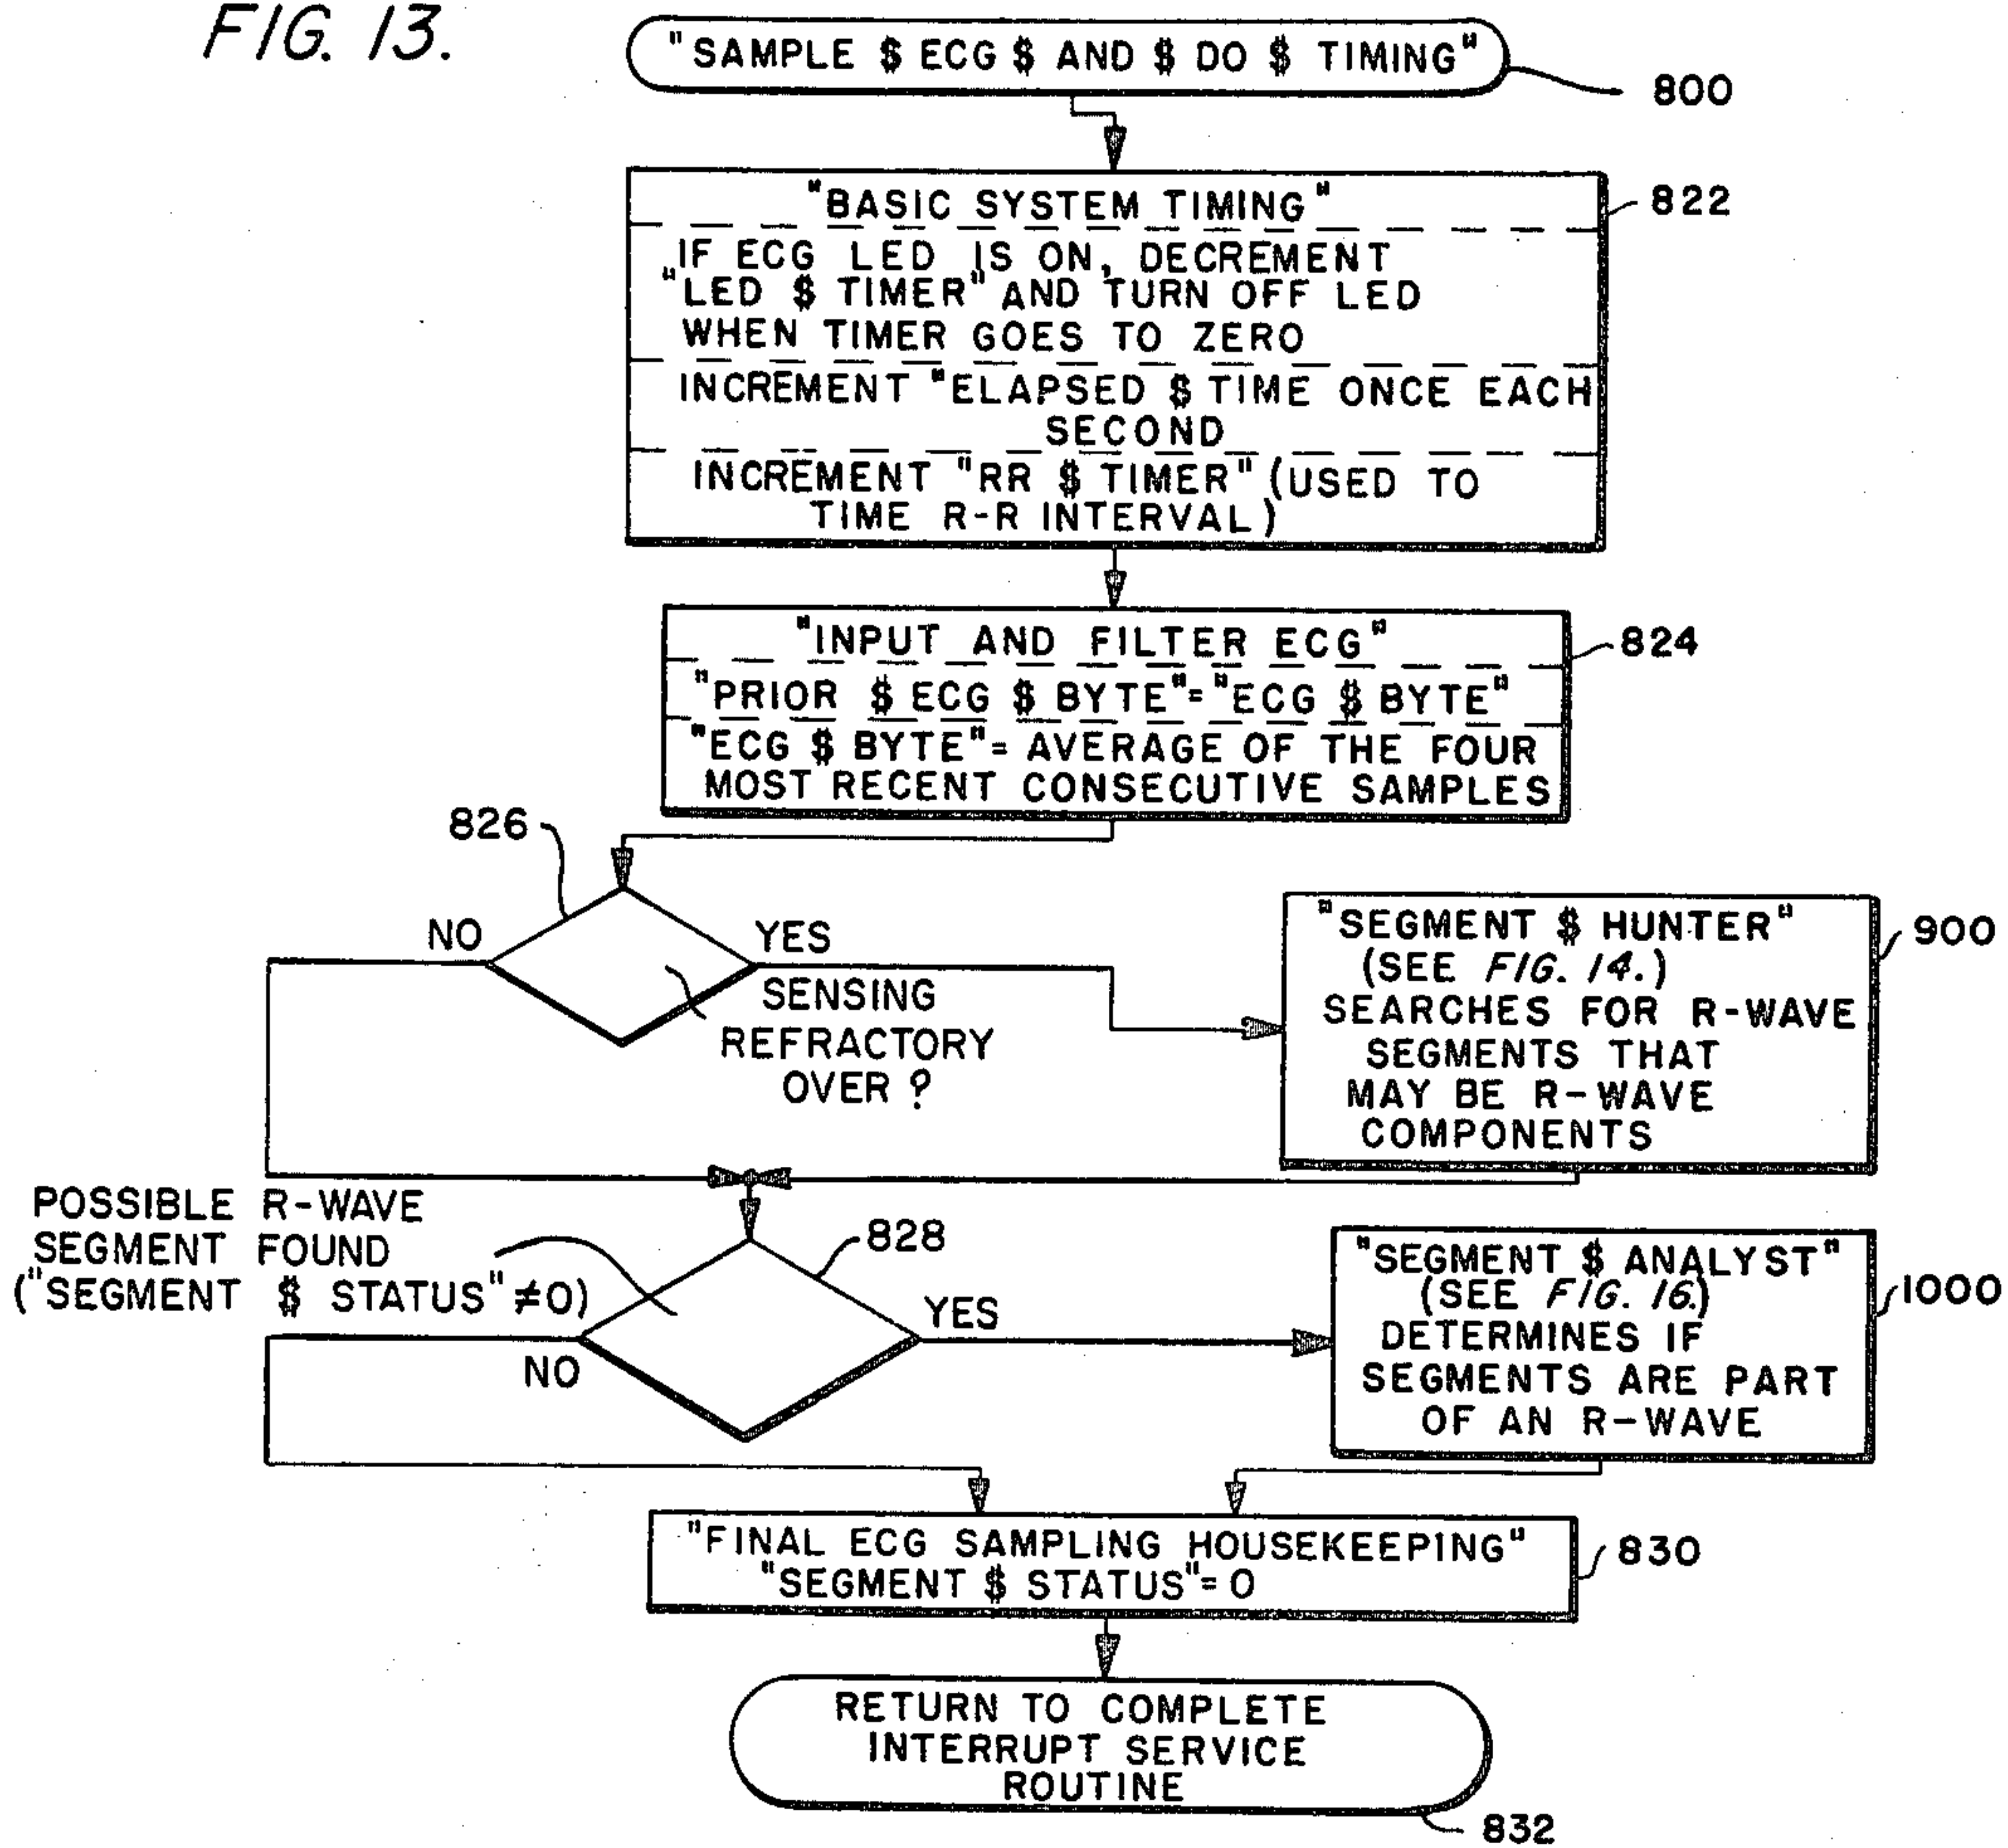 FIG. 13.
"SAMPLE $ ECG $ AND $ DO $ TIMING"
800
"BASIC SYSTEM TIMING"
822
IF ECG LED IS ON, DECREMENT
"LED $ TIMER" AND TURN OFF LED
WHEN TIMER GOES TO ZERO
INCREMENT "ELAPSED $ TIME ONCE EACH
SECOND
INCREMENT "RR $ TIMER" (USED TO
TIME R-R INTERVAL)
"INPUT AND FILTER ECG"
824
"PRIOR $ ECG $ BYTE"="ECG $ BYTE"
"ECG $ BYTE"= AVERAGE OF THE FOUR
MOST RECENT CONSECUTIVE SAMPLES
826
NO
YES
SENSING
REFRACTORY
OVER ?
"SEGMENT $ HUNTER"
(SEE FIG. 14.)
SEARCHES FOR R-WAVE
SEGMENTS THAT
MAY BE R-WAVE
COMPONENTS
900
POSSIBLE R-WAVE
SEGMENT FOUND
("SEGMENT $ STATUS"≠0)
828
YES
NO
"SEGMENT $ ANALYST"
(SEE FIG. 16.)
DETERMINES IF
SEGMENTS ARE PART
OF AN R-WAVE
1000
"FINAL ECG SAMPLING HOUSEKEEPING"
"SEGMENT $ STATUS"= 0
830
RETURN TO COMPLETE
INTERRUPT SERVICE
ROUTINE
832